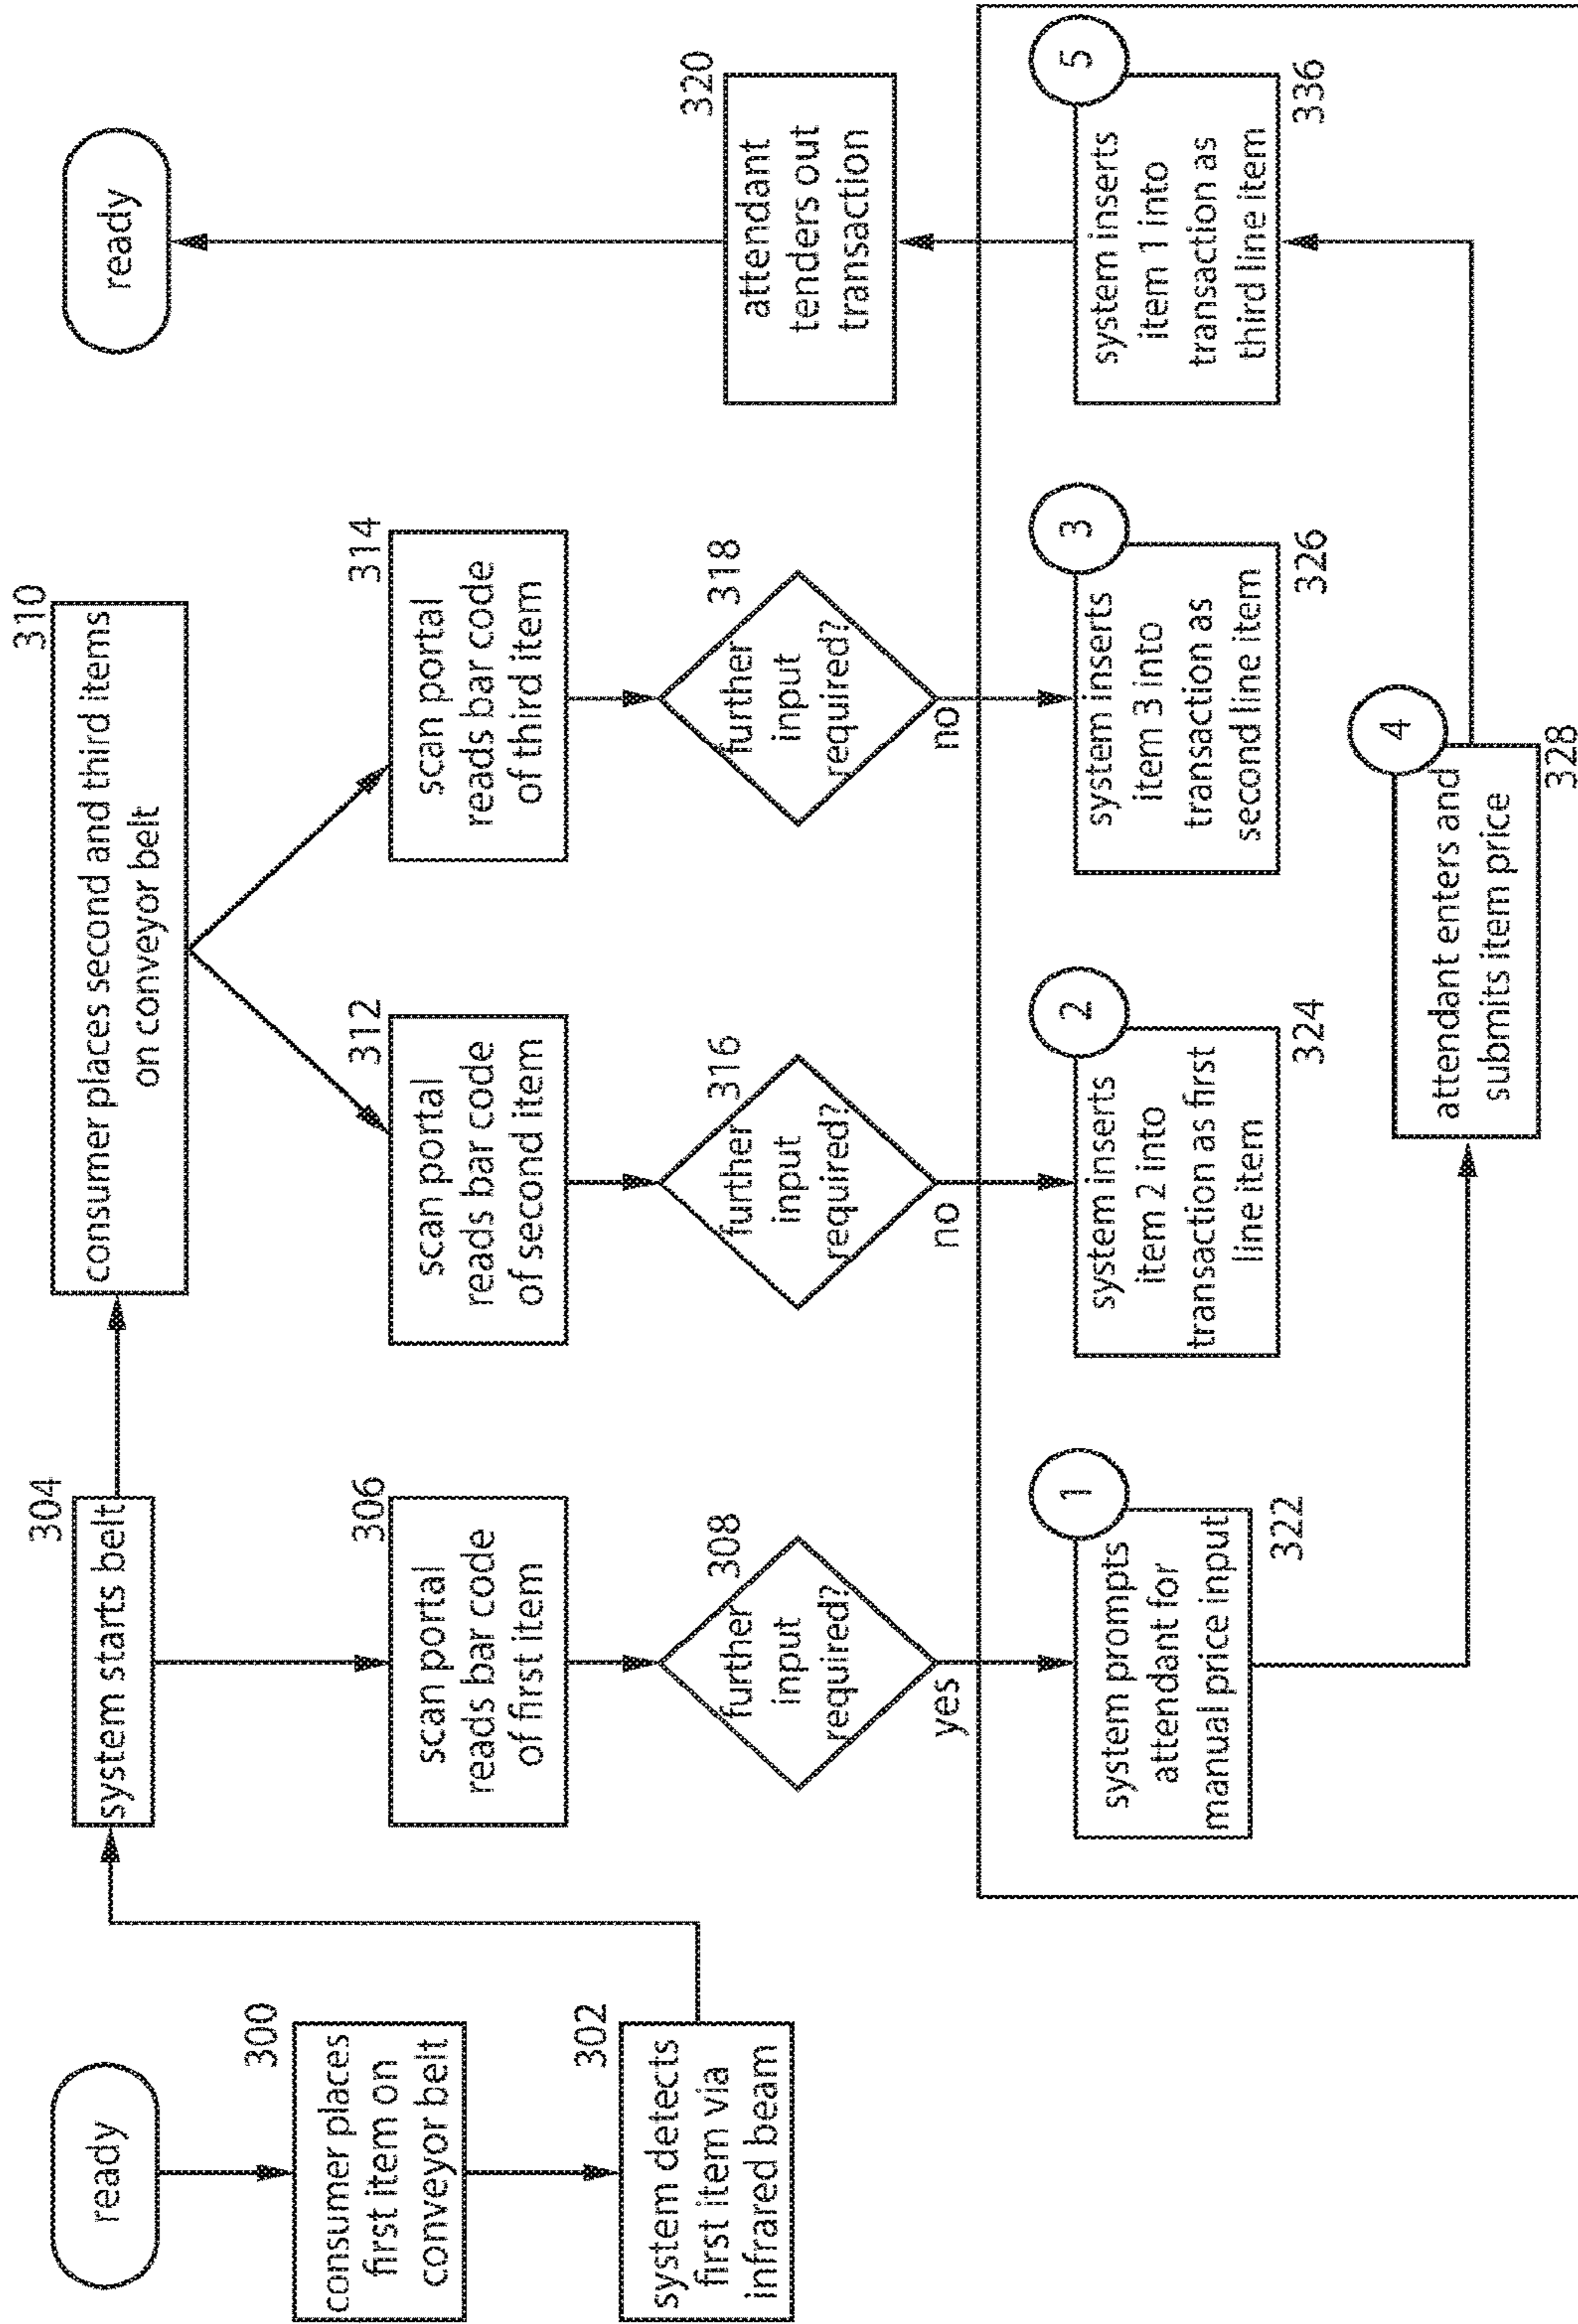 ready
300
consumer places
first item on
conveyor belt
302
system detects
first item via
infrared beam
304
system starts belt
306
scan portal
reads bar code
of first item
308
further
input
required?
yes
1
system prompts
attendant for
manual price input
322
310
consumer places second and third items
on conveyor belt
312
scan portal
reads bar code
of second item
316
further
input
required?
no
2
system inserts
item 2 into
transaction as first
line item
324
314
scan portal
reads bar code
of third item
318
further
input
required?
no
3
system inserts
item 3 into
transaction as
second line item
326
4
attendant enters and
submits item price
328
5
system inserts
item 1 into
transaction as
third line item
336
320
attendant
tenders out
transaction
ready